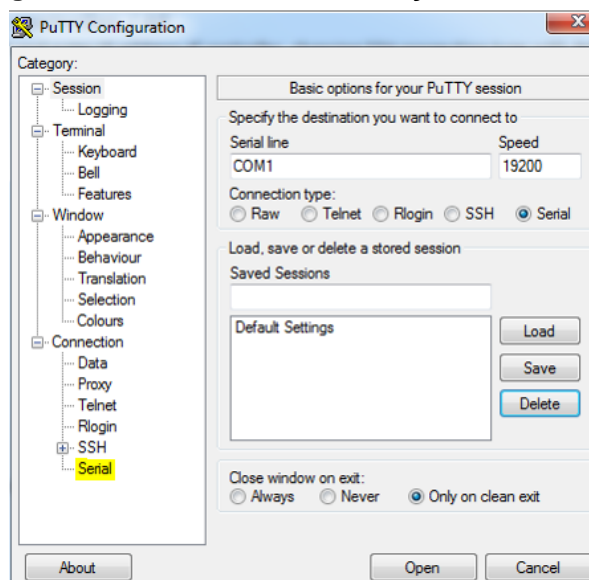 PuTTY Configuration
Category:
Session
Logging
Terminal
Keyboard
Bell
Features
Window
Appearance
Behaviour
Translation
Selection
Colours
Connection
Data
Proxy
Telnet
Rlogin
SSH
Serial
Basic options for your PuTTY session
Specify the destination you want to connect to
Serial line Speed
COM1 19200
Connection type:
Raw Telnet Rlogin SSH Serial
Load, save or delete a stored session
Saved Sessions
Default Settings
Load
Save
Delete
Close window on exit:
Always Never Only on clean exit
About Open Cancel